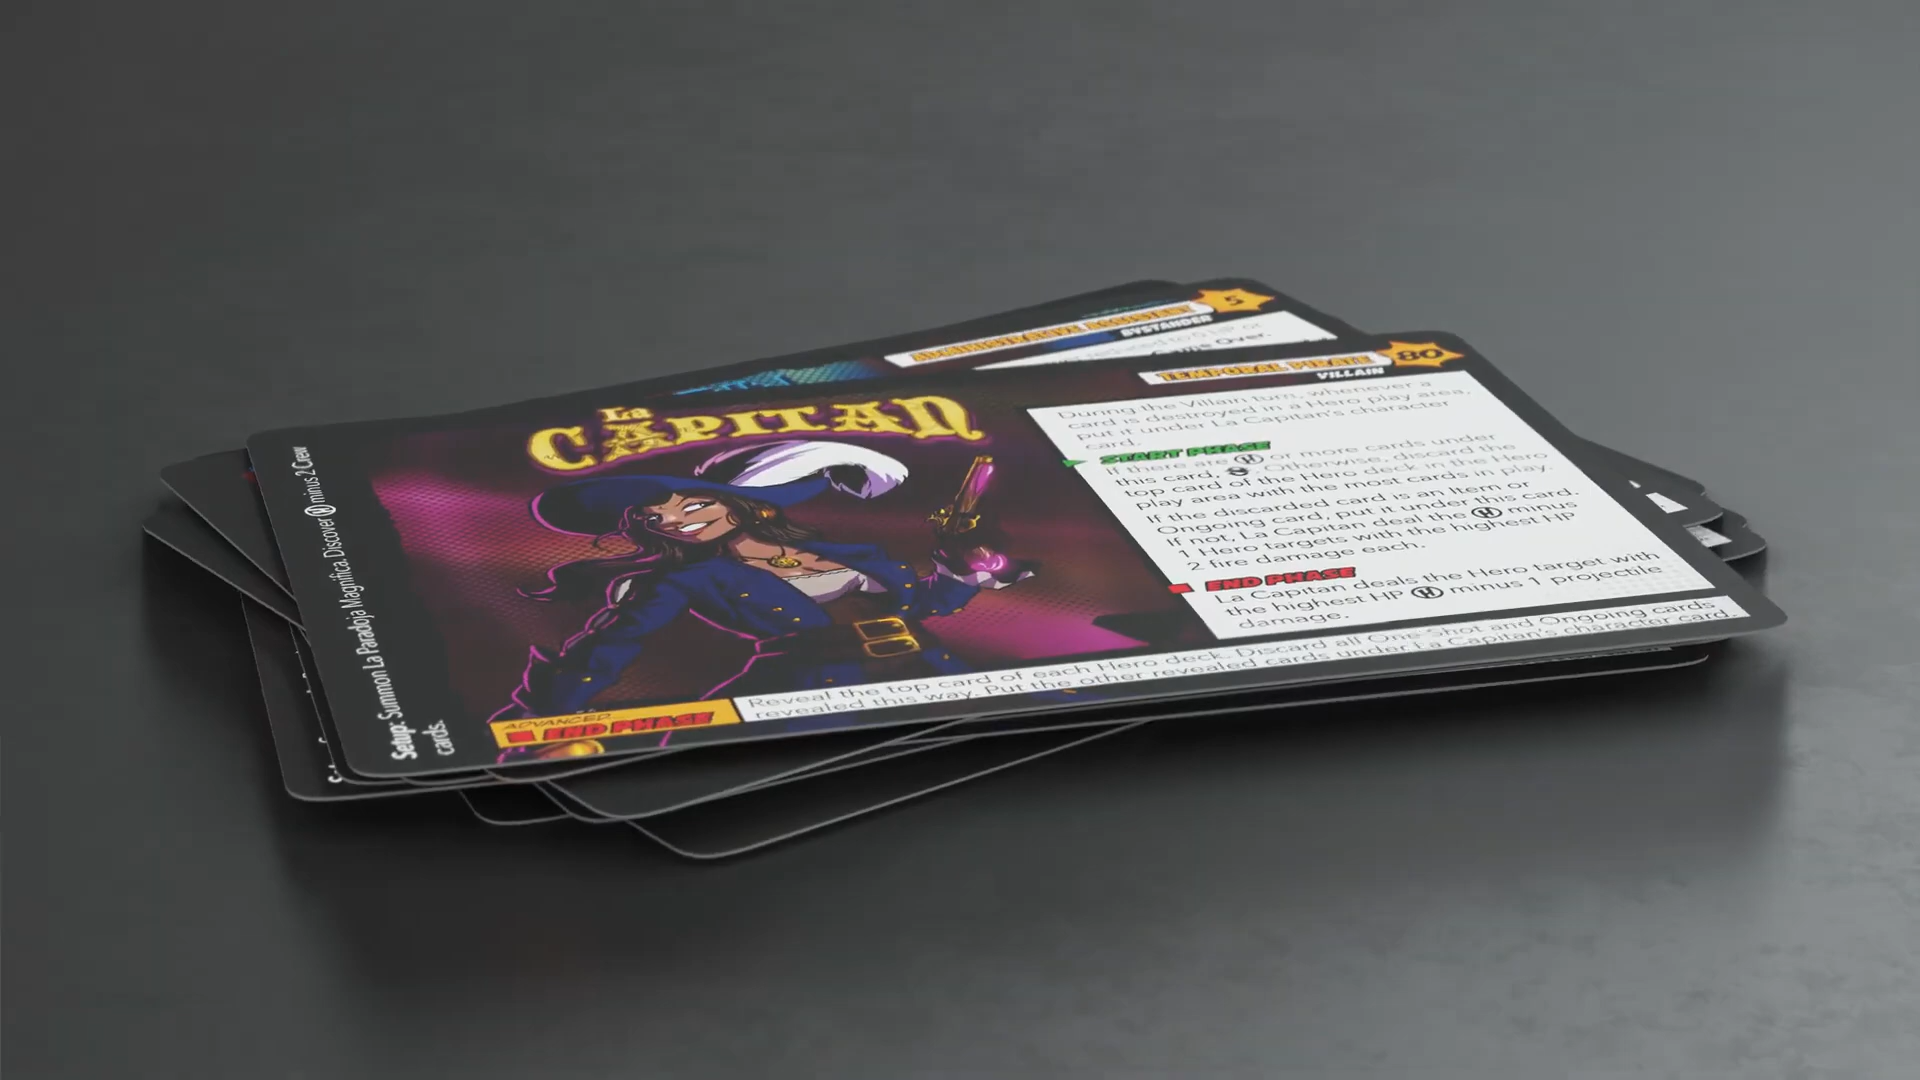 5
ADMINISTRATIVE ASSISTANT
BYSTANDER
Game Over.
80
TEMPORAL PIRATE
VILLAIN
La
CAPITAN
During the Villain turn, whenever a
card is destroyed in a Hero play area,
put it under La Capitan's character
card.
START PHASE
If there are H or more cards under
this card, . Otherwise, discard the
top card of the Hero deck in the Hero
play area with the most cards in play.
If the discarded card is an Item or
Ongoing card, put it under this card.
If not, La Capitan deal the H minus
1 Hero targets with the highest HP
2 fire damage each.
END PHASE
La Capitan deals the Hero target with
the highest HP H minus 1 projectile
damage.
ADVANCED
END PHASE
Reveal the top card of each Hero deck. Discard all One-Shot and Ongoing cards
revealed this way. Put the other revealed cards under La Capitan's character card.
Setup: Summon La Paradoja Magnifica. Discover H minus 2 Crew
cards.